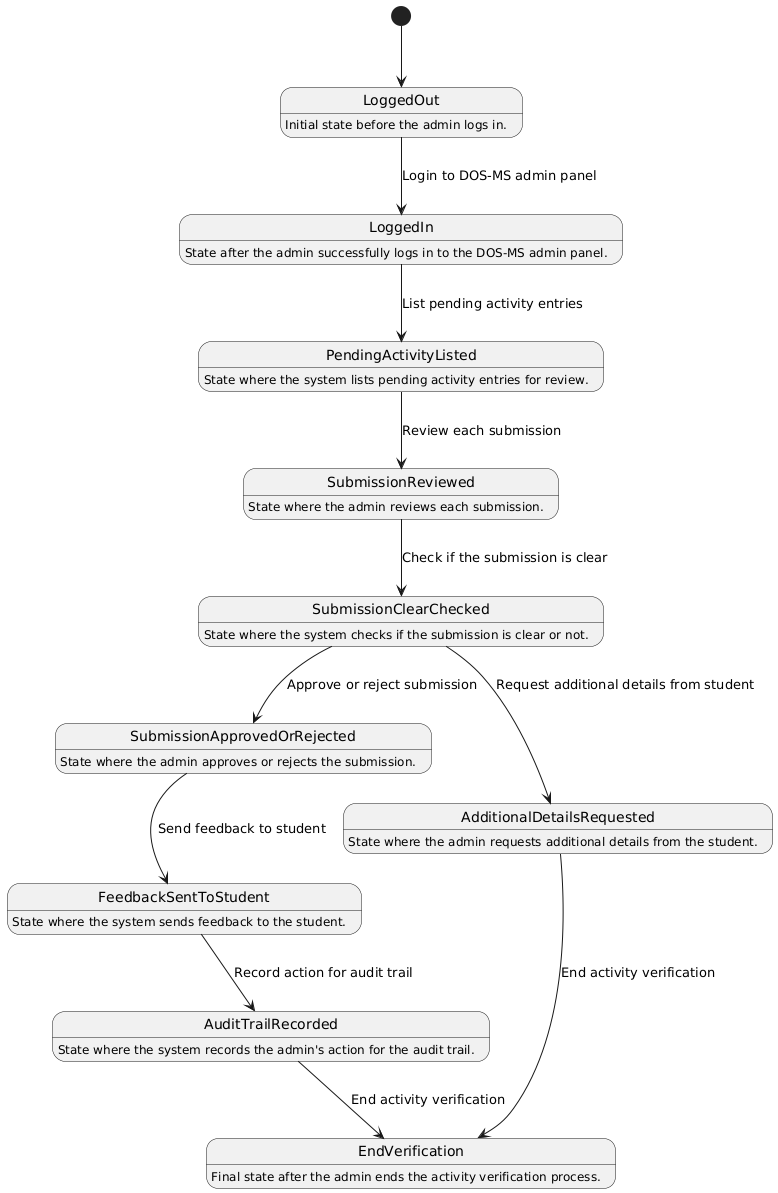 LoggedOut
Initial state before the admin logs in.
Login to DOS-MS admin panel
LoggedIn
State after the admin successfully logs in to the DOS-MS admin panel.
List pending activity entries
PendingActivityListed
State where the system lists pending activity entries for review.
Review each submission
SubmissionReviewed
State where the admin reviews each submission.
Check if the submission is clear
SubmissionClearChecked
State where the system checks if the submission is clear or not.
Approve or reject submission
Request additional details from student
SubmissionApprovedOrRejected
State where the admin approves or rejects the submission.
AdditionalDetailsRequested
State where the admin requests additional details from the student.
Send feedback to student
FeedbackSentToStudent
State where the system sends feedback to the student.
Record action for audit trail
End activity verification
AuditTrailRecorded
State where the system records the admin's action for the audit trail.
End activity verification
EndVerification
Final state after the admin ends the activity verification process.